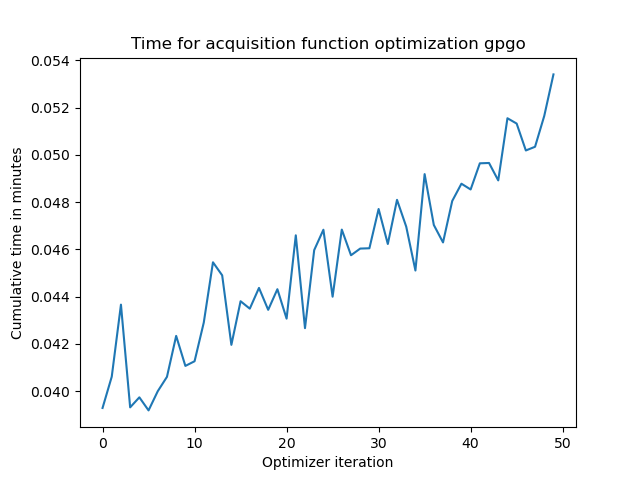 Time for acquisition function optimization gpgo
0.054
0.052
0.050
0.048
0.046
0.044
0.042
0.040
Cumulative time in minutes
0 10 20 30 40 50
Optimizer iteration